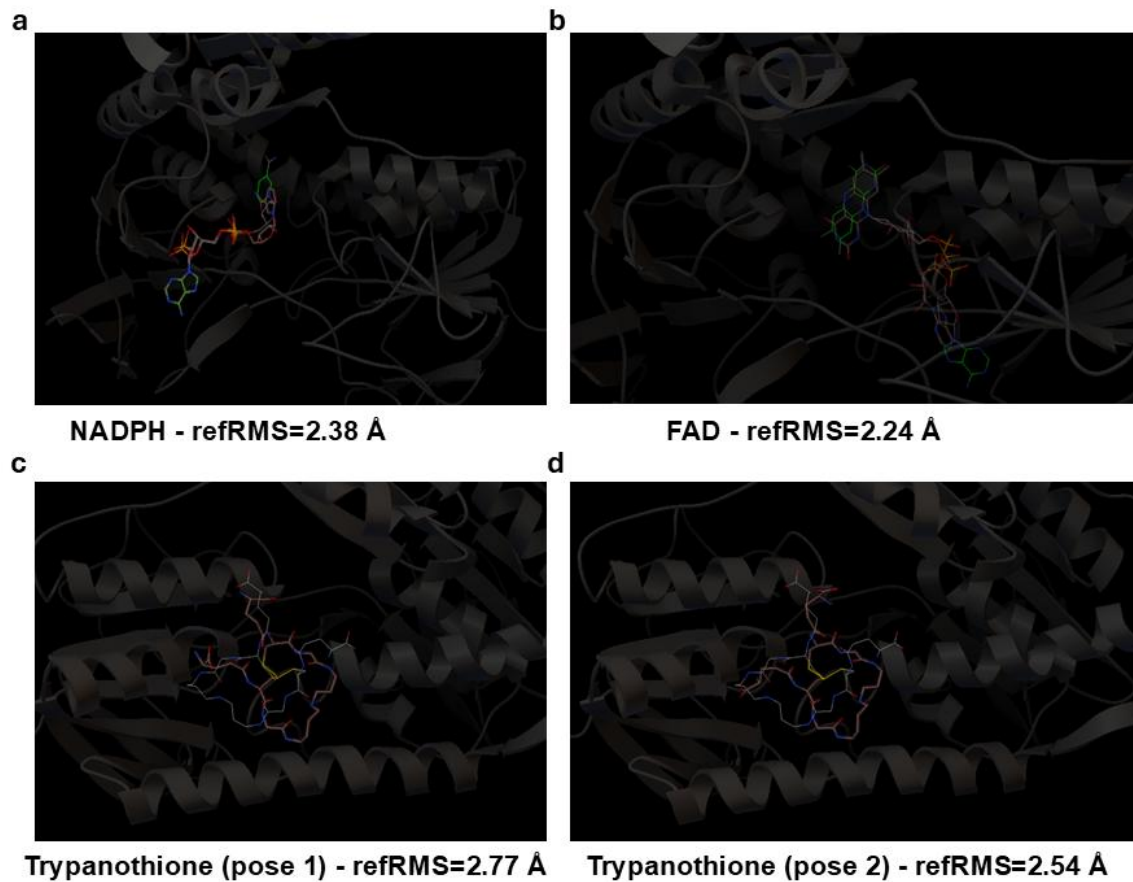 a
b
NADPH - refRMS=2.38 Å
FAD - refRMS=2.24 Å
c
d
Trypanothione (pose 1) - refRMS=2.77 Å
Trypanothione (pose 2) - refRMS=2.54 Å